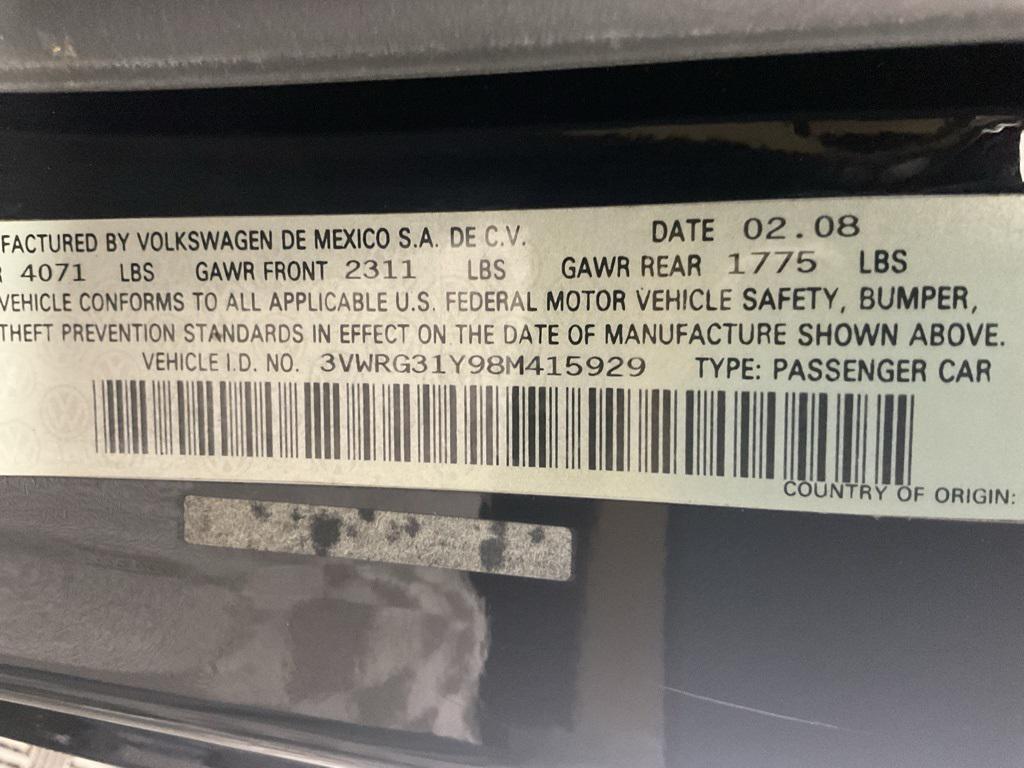 FACTURED BY VOLKSWAGEN DE MEXICO S.A. DE C.V. DATE 02.08
4071 LBS GAWR FRONT 2311 LBS GAWR REAR 1775 LBS
VEHICLE CONFORMS TO ALL APPLICABLE U.S. FEDERAL MOTOR VEHICLE SAFETY, BUMPER,
THEFT PREVENTION STANDARDS IN EFFECT ON THE DATE OF MANUFACTURE SHOWN ABOVE.
VEHICLE I.D. NO. 3VWRG31Y98M415929 TYPE: PASSENGER CAR
COUNTRY OF ORIGIN: